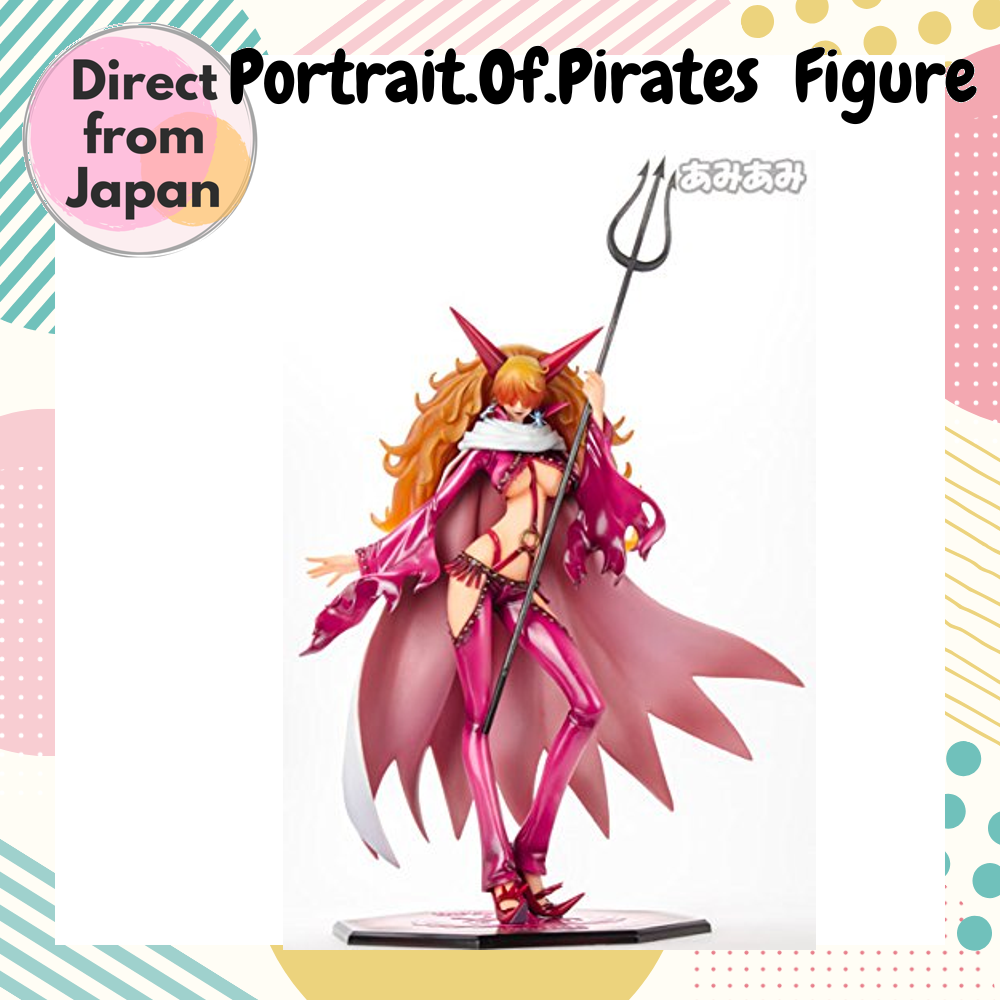 Direct
from
Japan
Portrait.Of.Pirates Figure
あみあみ